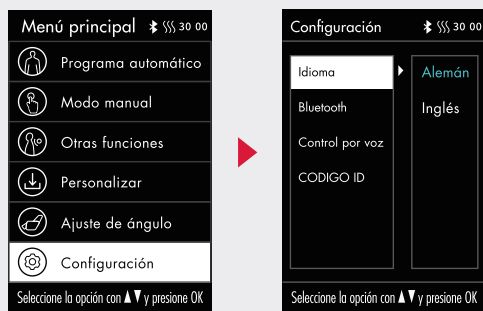 Menú principal 30 00
Programa automático
Modo manual
Otras funciones
Personalizar
Ajuste de ángulo
Configuración
Seleccione la opción con ▲▼ y presione OK
Configuración 30 00
Idioma
Bluetooth
Control por voz
CODIGO ID
Alemán
Inglés
Seleccione la opción con ▲▼ y presione OK